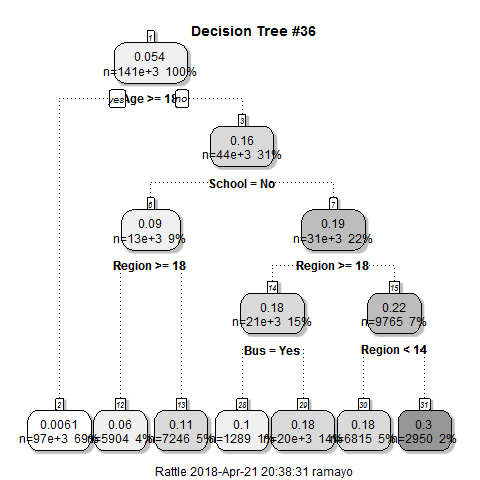 Decision Tree #36
1
0.054
n=141e+3 100%
yes Age >= 18 no
3
0.16
n=44e+3 31%
School = No
6
0.09
n=13e+3 9%
7
0.19
n=31e+3 22%
Region >= 18
Region >= 18
14
0.18
n=21e+3 15%
15
0.22
n=9765 7%
Bus = Yes
Region < 14
2
0.0061
n=97e+3 69%
12
0.06
n=5904 4%
13
0.11
n=7246 5%
28
0.1
n=1289 1%
29
0.18
n=20e+3 14%
30
0.18
n=6815 5%
31
0.3
n=2950 2%
Rattle 2018-Apr-21 20:38:31 ramayo